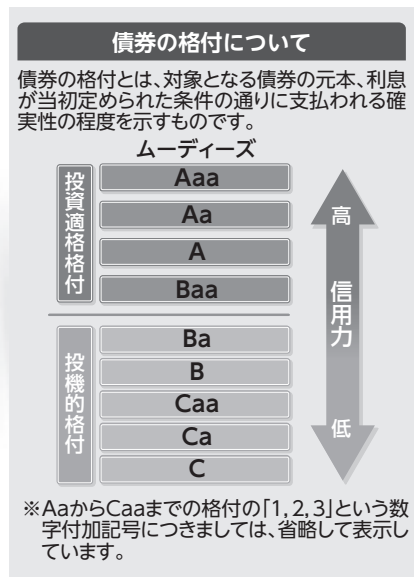 債券の格付について
債券の格付とは、対象となる債券の元本、利息
が当初定められた条件の通りに支払われる確
実性の程度を示すものです。
ムーディーズ
投資適格格付
Aaa
Aa
A
Baa
投機的格付
Ba
B
Caa
Ca
C
高
信用力
低
※AaからCaaまでの格付の「1,2,3」という数
字付加記号につきましては、省略して表示し
ています。